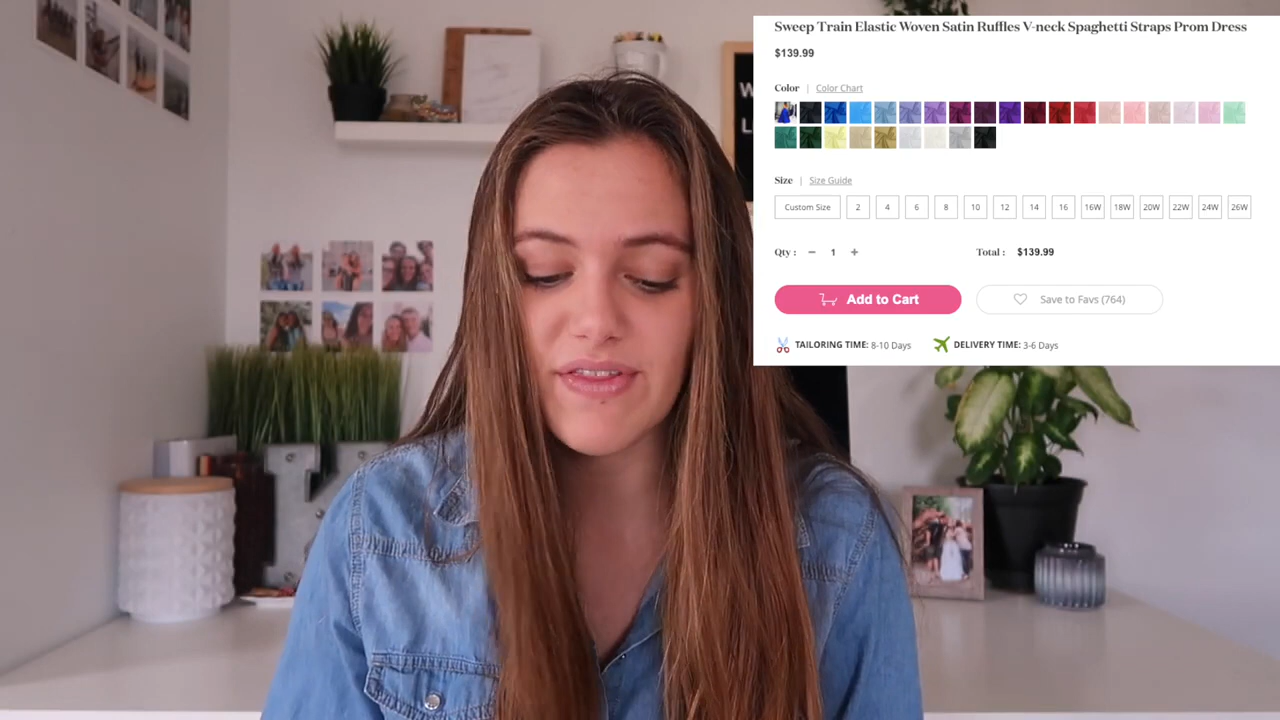 Sweep Train Elastic Woven Satin Ruffles V-neck Spaghetti Straps Prom Dress
$139.99
Color | Color Chart
Size | Size Guide
Custom Size 2 4 6 8 10 12 14 16 16W 18W 20W 22W 24W 26W
Qty : − 1 + Total : $139.99
Add to Cart Save to Favs (764)
TAILORING TIME: 8-10 Days DELIVERY TIME: 3-6 Days
W
L